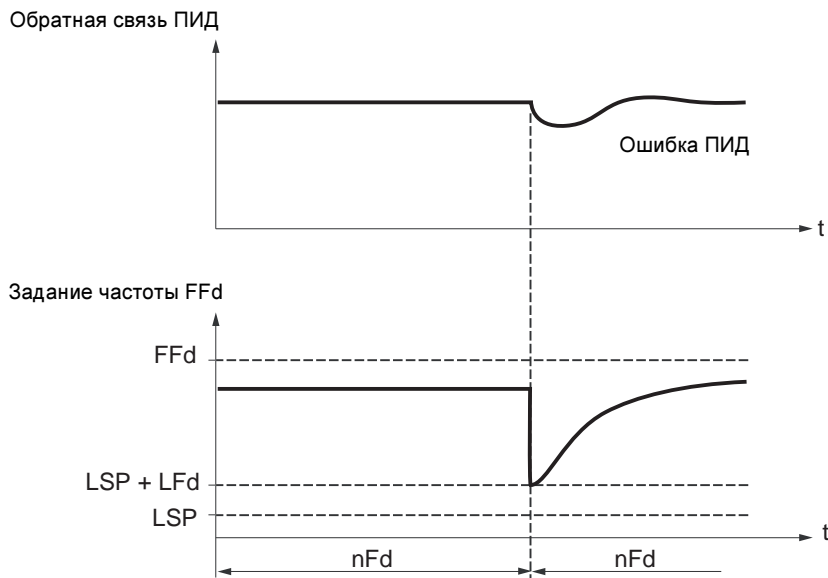 Обратная связь ПИД
Ошибка ПИД
t
Задание частоты FFd
FFd
LSP + LFd
LSP
t
nFd
nFd